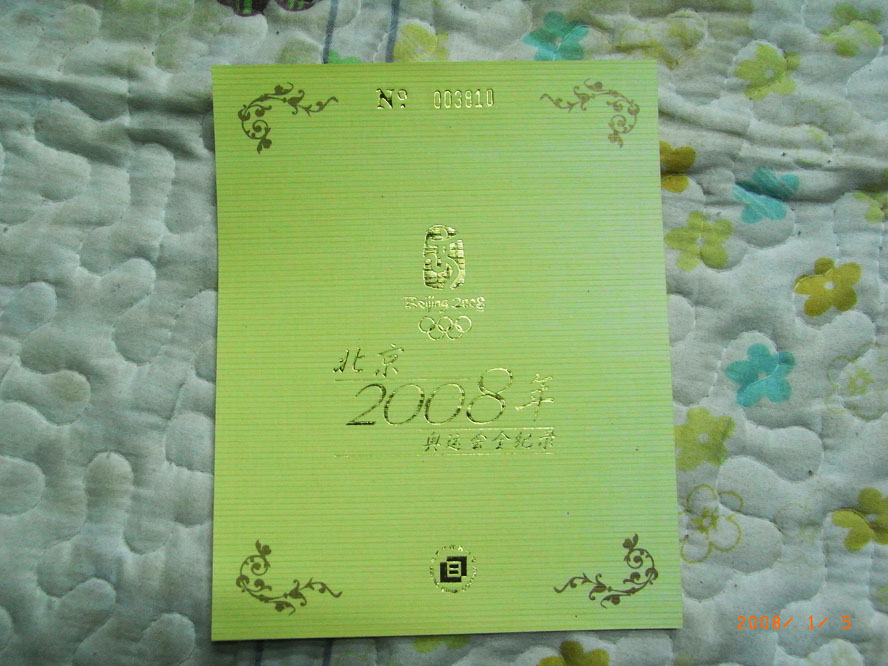 Nº 003810
Beijing 2008
北京
2008年
奥运会全纪录
2008/ 1/ 5